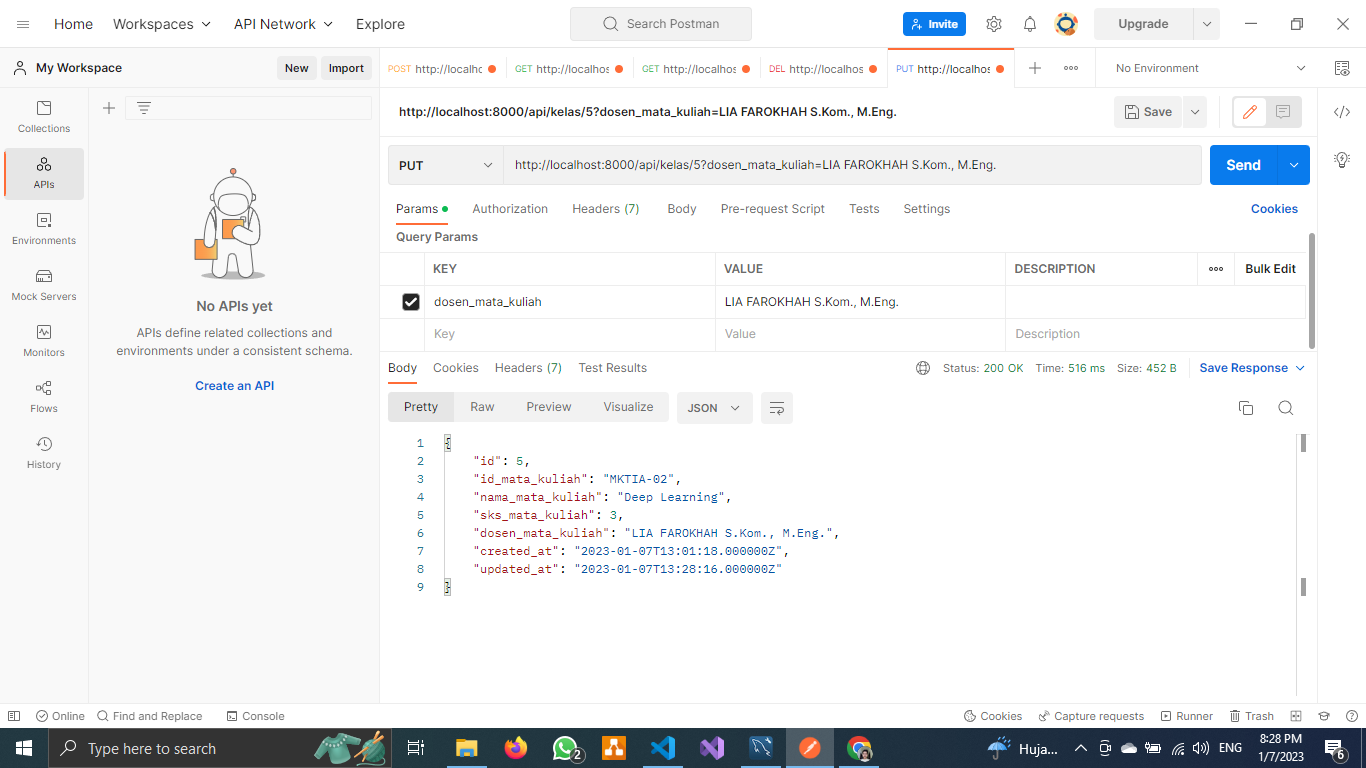 Home Workspaces API Network Explore Search Postman Invite Upgrade
My Workspace New Import POST http://localhc GET http://localhos GET http://localhos DEL http://localhos PUT http://localhos No Environment
Collections
APIs
Environments
Mock Servers
Monitors
Flows
History
No APIs yet
APIs define related collections and
environments under a consistent schema.
Create an API
http://localhost:8000/api/kelas/5?dosen_mata_kuliah=LIA FAROKHAH S.Kom., M.Eng. Save
PUT http://localhost:8000/api/kelas/5?dosen_mata_kuliah=LIA FAROKHAH S.Kom., M.Eng. Send
Params Authorization Headers (7) Body Pre-request Script Tests Settings Cookies
Query Params
KEY VALUE DESCRIPTION Bulk Edit
dosen_mata_kuliah LIA FAROKHAH S.Kom., M.Eng.
Key Value Description
Body Cookies Headers (7) Test Results Status: 200 OK Time: 516 ms Size: 452 B Save Response
Pretty Raw Preview Visualize JSON
1 {
2 "id": 5,
3 "id_mata_kuliah": "MKTIA-02",
4 "nama_mata_kuliah": "Deep Learning",
5 "sks_mata_kuliah": 3,
6 "dosen_mata_kuliah": "LIA FAROKHAH S.Kom., M.Eng.",
7 "created_at": "2023-01-07T13:01:18.000000Z",
8 "updated_at": "2023-01-07T13:28:16.000000Z"
9 }
Online Find and Replace Console Cookies Capture requests Runner Trash
Type here to search 2 Huja... ENG 8:28 PM 6
1/7/2023